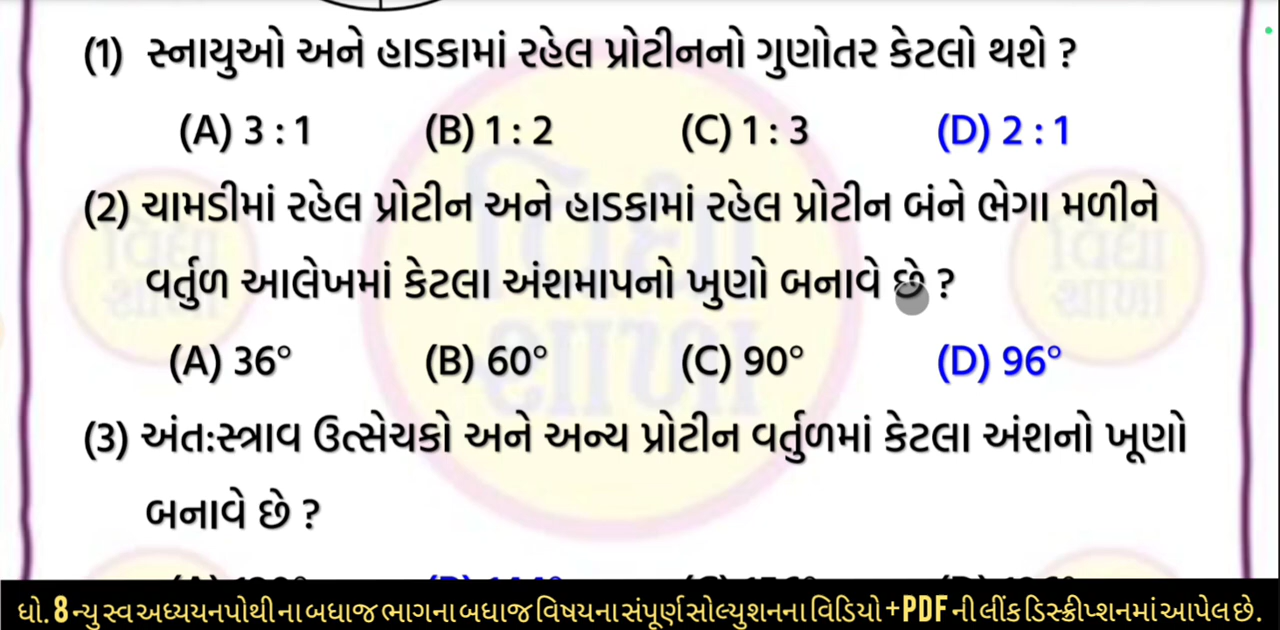 (1) સ્નાયુઓ અને હાડકામાં રહેલ પ્રોટીનનો ગુણોતર કેટલો થશે ?
(A) 3 : 1 (B) 1 : 2 (C) 1 : 3 (D) 2 : 1
(2) ચામડીમાં રહેલ પ્રોટીન અને હાડકામાં રહેલ પ્રોટીન બંને ભેગા મળીને
વર્તુળ આલેખમાં કેટલા અંશમાપનો ખુણો બનાવે છે ?
(A) 36° (B) 60° (C) 90° (D) 96°
(3) અંત:સ્ત્રાવ ઉત્સેચકો અને અન્ય પ્રોટીન વર્તુળમાં કેટલા અંશનો ખૂણો
બનાવે છે ?
ધો. 8 ન્યુ સ્વ અધ્યયનપોથી ના બધાજ ભાગના બધાજ વિષયના સંપૂર્ણ સોલ્યુશનના વિડિયો + PDF ની લીંક ડિસ્ક્રીપ્શનમાં આપેલ છે.
વિદ્યા
શાળા
વિદ્યા
શાળા
વિદ્યા
શાળા